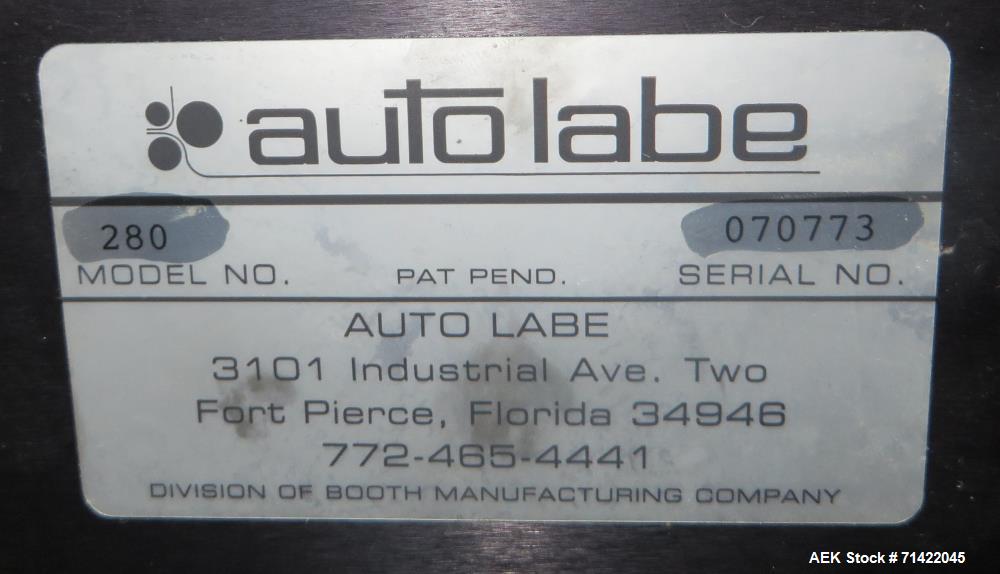 auto labe
280 070773
MODEL NO. PAT PEND. SERIAL NO.
AUTO LABE
3101 Industrial Ave. Two
Fort Pierce, Florida 34946
772-465-4441
DIVISION OF BOOTH MANUFACTURING COMPANY
AEK Stock #71422045